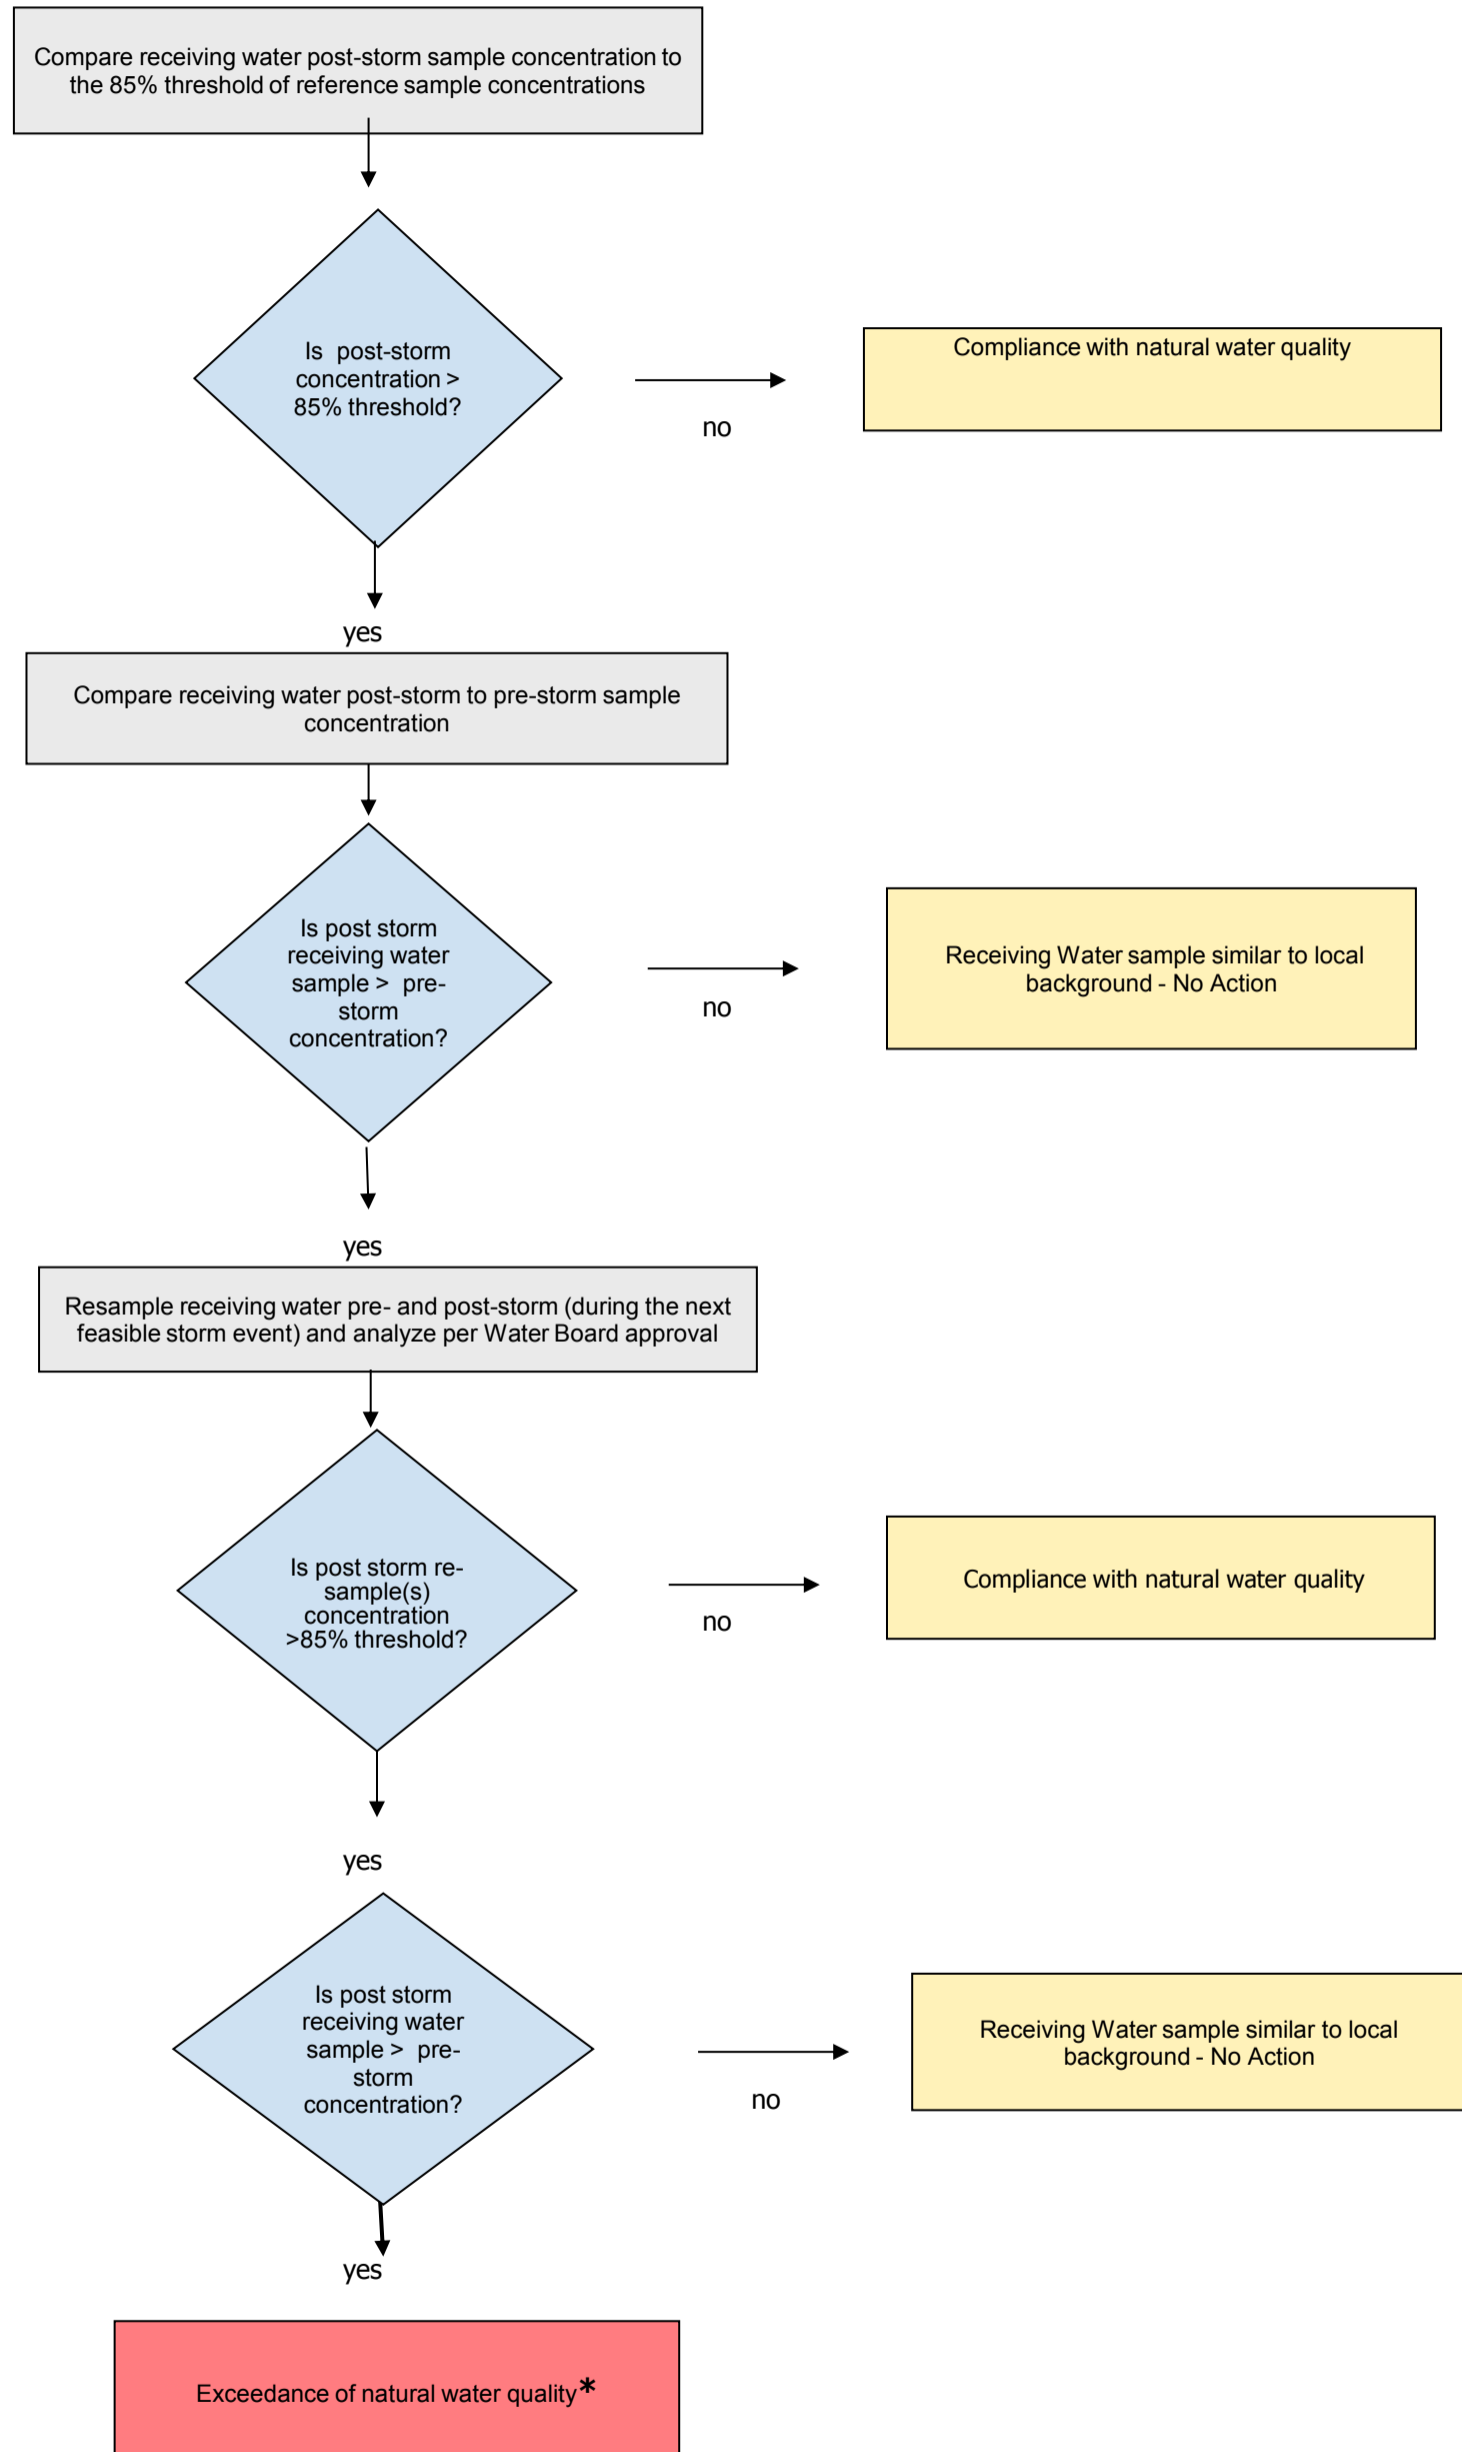 Compare receiving water post-storm sample concentration to
the 85% threshold of reference sample concentrations
Is post-storm
concentration >
85% threshold?
no
Compliance with natural water quality
yes
Compare receiving water post-storm to pre-storm sample
concentration
Is post storm
receiving water
sample > pre-
storm
concentration?
no
Receiving Water sample similar to local
background - No Action
yes
Resample receiving water pre- and post-storm (during the next
feasible storm event) and analyze per Water Board approval
Is post storm re-
sample(s)
concentration
>85% threshold?
no
Compliance with natural water quality
yes
Is post storm
receiving water
sample > pre-
storm
concentration?
no
Receiving Water sample similar to local
background - No Action
yes
Exceedance of natural water quality*